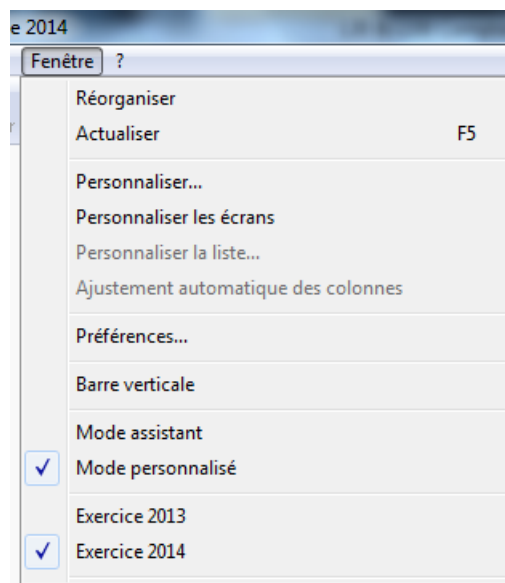 e 2014
Fenêtre ?
Réorganiser
Actualiser F5
Personnaliser...
Personnaliser les écrans
Personnaliser la liste...
Ajustement automatique des colonnes
Préférences...
Barre verticale
Mode assistant
Mode personnalisé
Exercice 2013
Exercice 2014